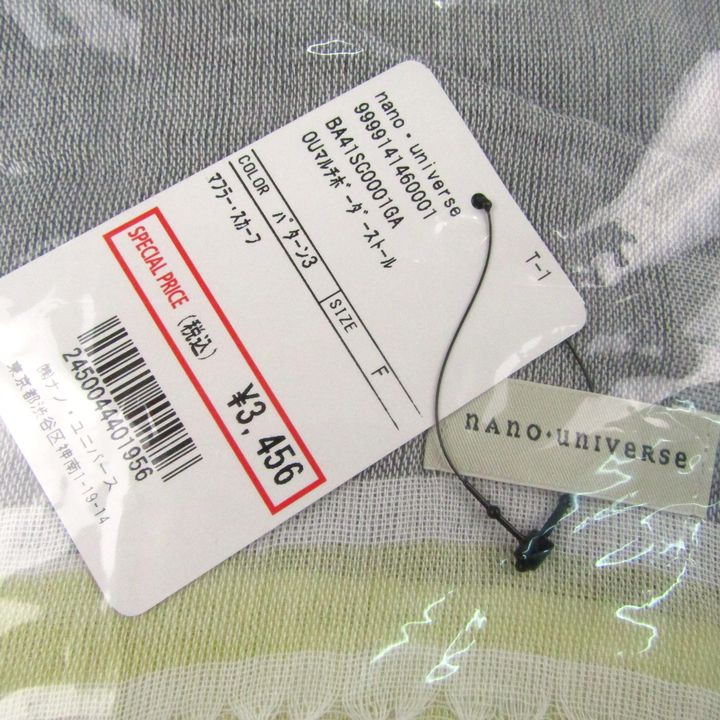 T-1
nano・universe
9999141460001
BA41SG0001GA
OUマルチボーダーストール
COLOR パターン3 SIZE F
マフラー・スカーフ
SPECIAL PRICE (税込) ¥3,456
2450044401956
㈱ナノ・ユニバース
東京都渋谷区神南1-19-14
nano・universe